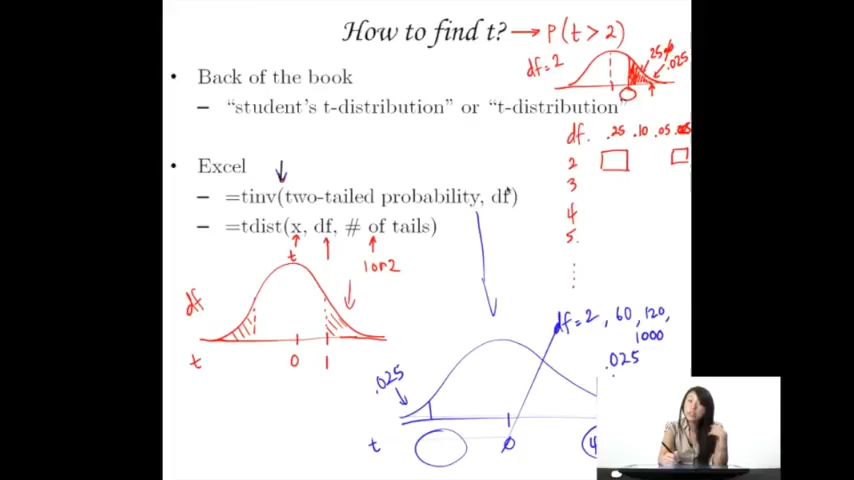 How to find t? → P(t > 2)
df = 2
25%
.025
• Back of the book
– “student's t-distribution” or “t-distribution”
df. .25 .10 .05
2
3
4
5.
• Excel
– =tinv(two-tailed probability, df)
– =tdist(x, df, # of tails)
t
1 or 2
df
t 0 1
df = 2, 60, 120,
1000
.025
.025
t 0